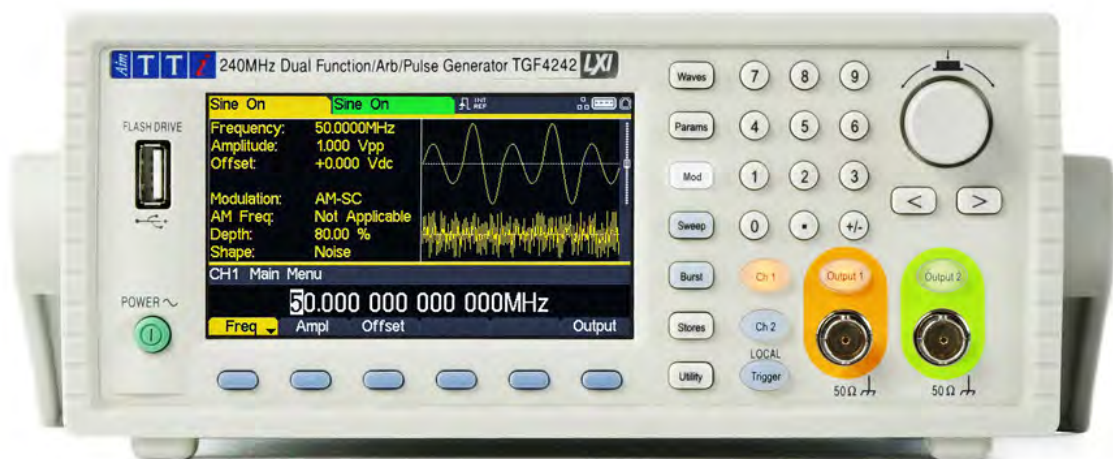 Aim TTi 240MHz Dual Function/Arb/Pulse Generator TGF4242 LXI
FLASH DRIVE
POWER
Sine On Sine On INT REF
Frequency: 50.0000MHz
Amplitude: 1.000 Vpp
Offset: +0.000 Vdc
Modulation: AM-SC
AM Freq: Not Applicable
Depth: 80.00 %
Shape: Noise
CH1 Main Menu
50.000 000 000 000MHz
Freq Ampl Offset Output
Waves 7 8 9
Params 4 5 6
Mod 1 2 3
Sweep 0 . +/-
< >
Burst Ch 1 Output 1 Output 2
Stores Ch 2
LOCAL
Utility Trigger
50Ω 50Ω